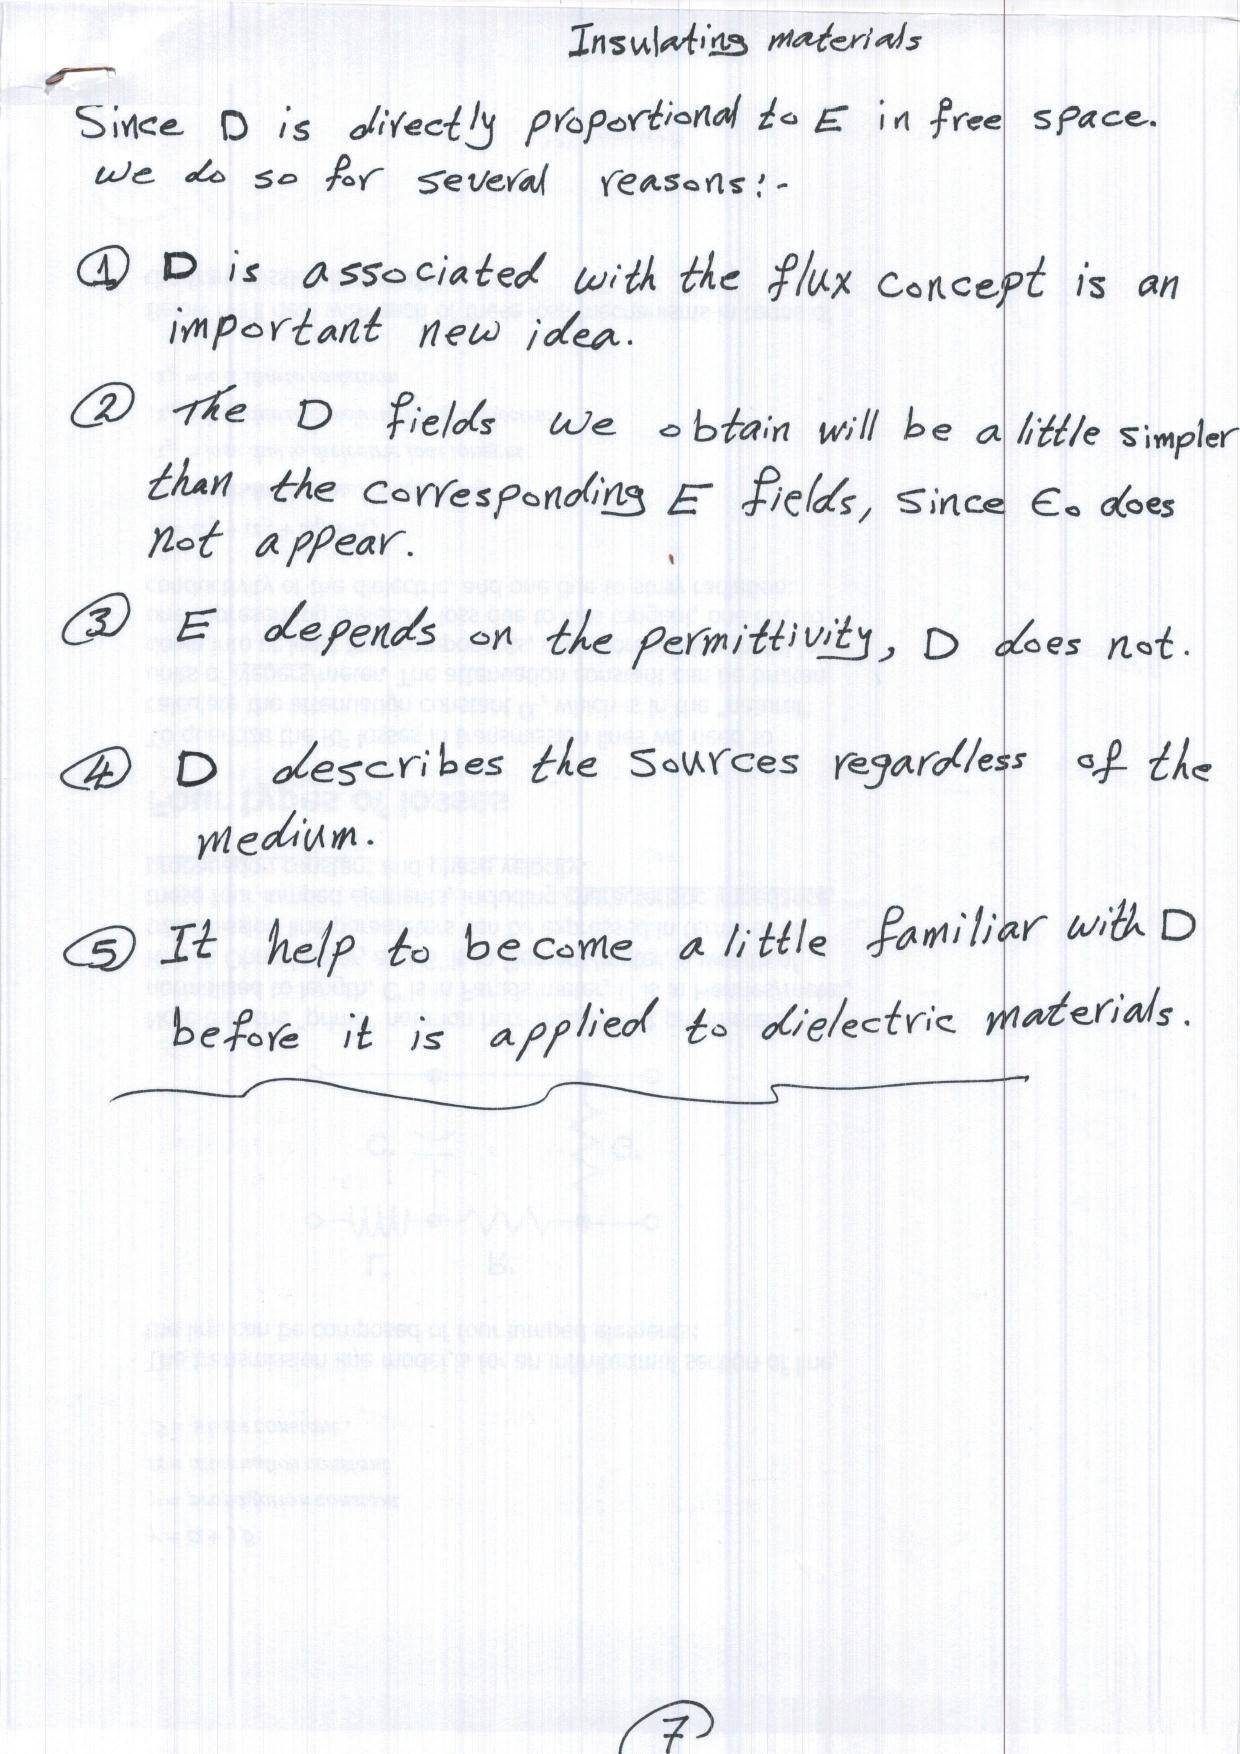 Insulating materials
Since D is directly proportional to E in free space.
we do so for several reasons:-
① D is associated with the flux concept is an
important new idea.
② The D fields we obtain will be a little simpler
than the corresponding E fields, since ϵ₀ does
not appear.
③ E depends on the permittivity, D does not.
④ D describes the sources regardless of the
medium.
⑤ It help to become a little familiar with D
before it is applied to dielectric materials.
7